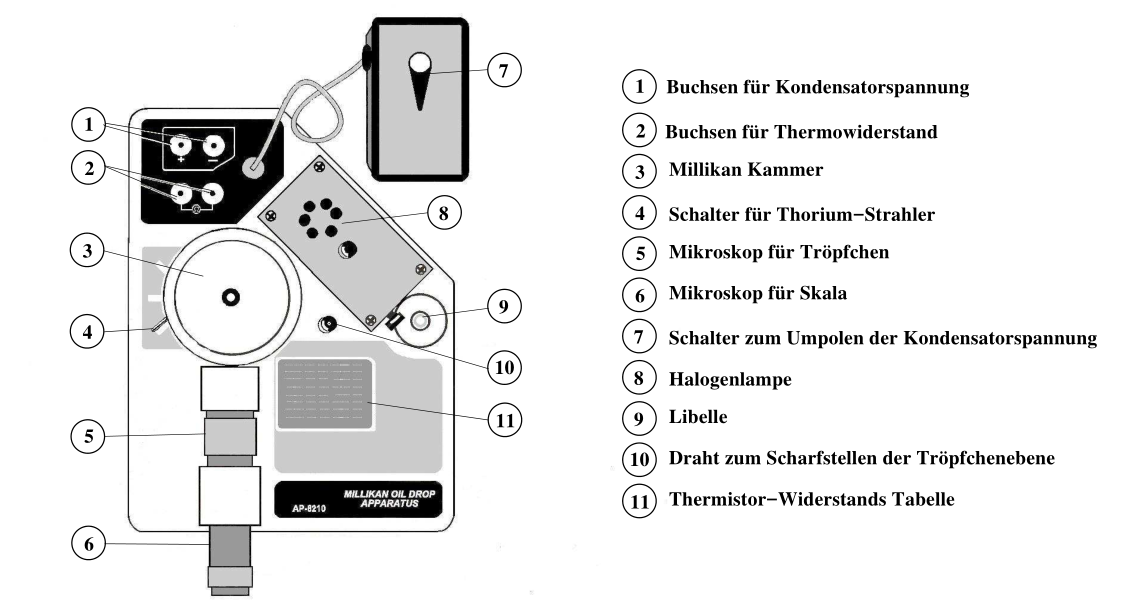 7
1
2
8
3
9
4
10
11
5
6
+ −
MILLIKAN OIL DROP
APPARATUS
AP-8210
1 Buchsen für Kondensatorspannung
2 Buchsen für Thermowiderstand
3 Millikan Kammer
4 Schalter für Thorium−Strahler
5 Mikroskop für Tröpfchen
6 Mikroskop für Skala
7 Schalter zum Umpolen der Kondensatorspannung
8 Halogenlampe
9 Libelle
10 Draht zum Scharfstellen der Tröpfchenebene
11 Thermistor−Widerstands Tabelle